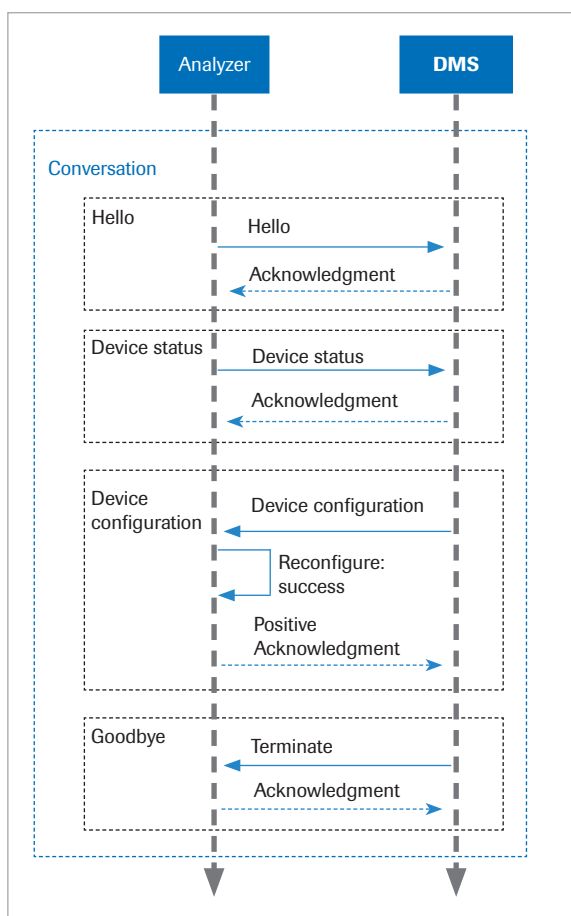 Analyzer
DMS
Conversation
Hello
Hello
Acknowledgment
Device status
Device status
Acknowledgment
Device
configuration
Device configuration
Reconfigure:
success
Positive
Acknowledgment
Goodbye
Terminate
Acknowledgment